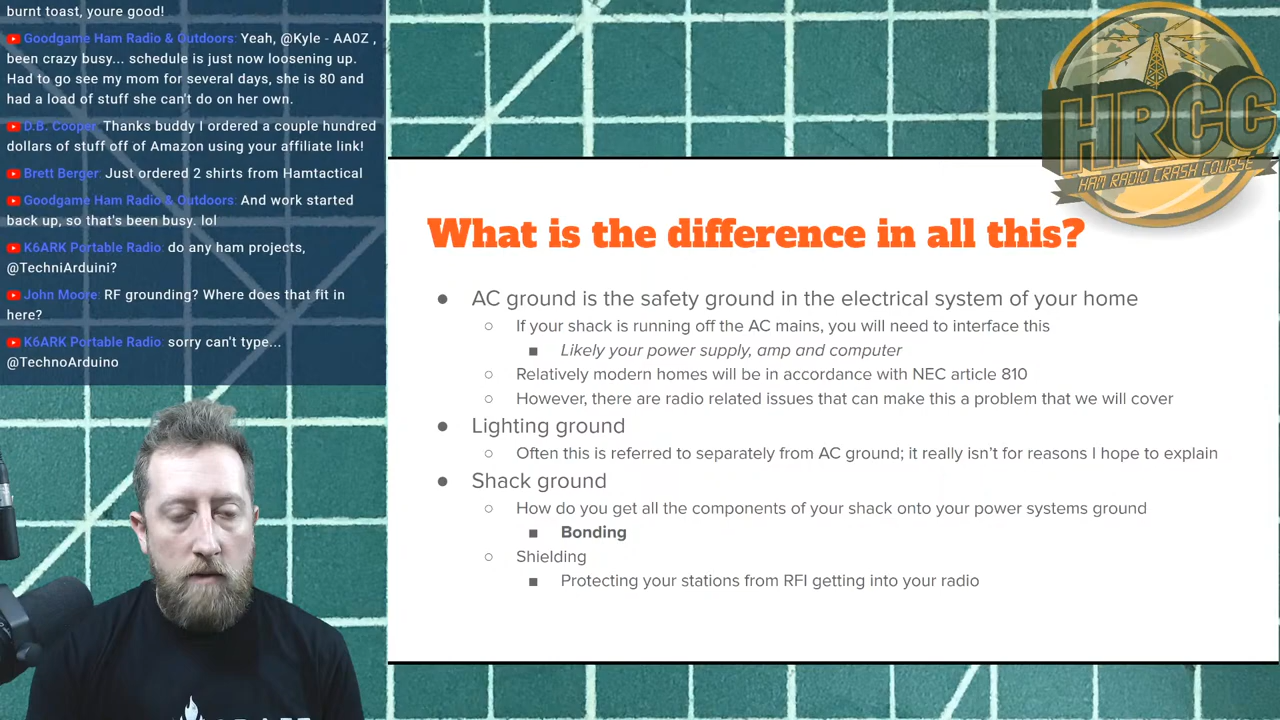 burnt toast, youre good!
Goodgame Ham Radio & Outdoors: Yeah, @Kyle - AA0Z ,
been crazy busy... schedule is just now loosening up.
Had to go see my mom for several days, she is 80 and
had a load of stuff she can't do on her own.
D.B. Cooper: Thanks buddy I ordered a couple hundred
dollars of stuff off of Amazon using your affiliate link!
Brett Berger: Just ordered 2 shirts from Hamtactical
Goodgame Ham Radio & Outdoors: And work started
back up, so that's been busy. lol
K6ARK Portable Radio: do any ham projects,
@TechniArduini?
John Moore: RF grounding? Where does that fit in
here?
K6ARK Portable Radio: sorry can't type...
@TechnoArduino
HRCC
HAM RADIO CRASH COURSE
What is the difference in all this?
● AC ground is the safety ground in the electrical system of your home
○ If your shack is running off the AC mains, you will need to interface this
■ Likely your power supply, amp and computer
○ Relatively modern homes will be in accordance with NEC article 810
○ However, there are radio related issues that can make this a problem that we will cover
● Lighting ground
○ Often this is referred to separately from AC ground; it really isn't for reasons I hope to explain
● Shack ground
○ How do you get all the components of your shack onto your power systems ground
■ Bonding
○ Shielding
■ Protecting your stations from RFI getting into your radio